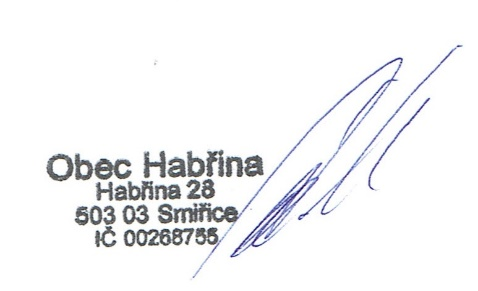 Obec Habřina
Habřina 28
503 03 Smiřice
IČ 00268755